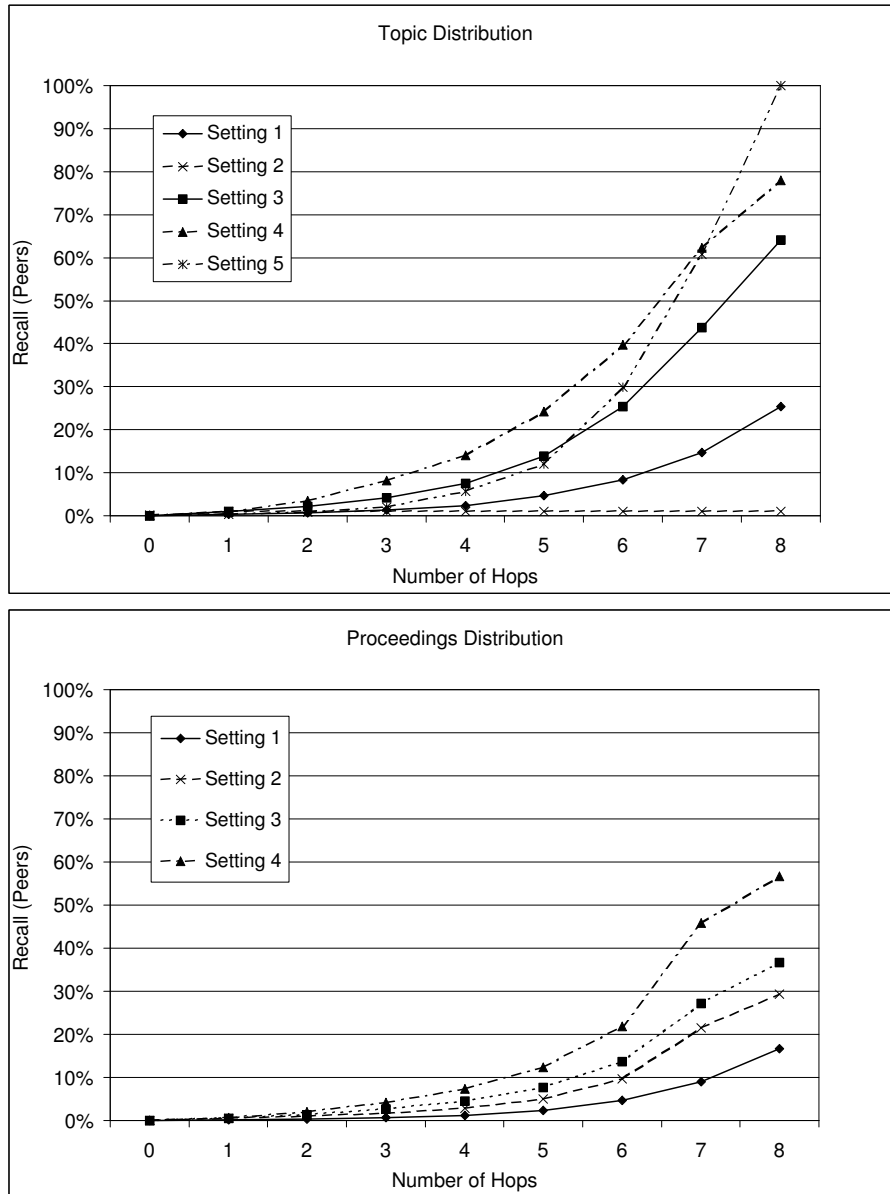 Topic Distribution
100%
90%
80%
70%
60%
50%
40%
30%
20%
10%
0%
Recall (Peers)
Setting 1
Setting 2
Setting 3
Setting 4
Setting 5
0 1 2 3 4 5 6 7 8
Number of Hops
Proceedings Distribution
100%
90%
80%
70%
60%
50%
40%
30%
20%
10%
0%
Recall (Peers)
Setting 1
Setting 2
Setting 3
Setting 4
0 1 2 3 4 5 6 7 8
Number of Hops